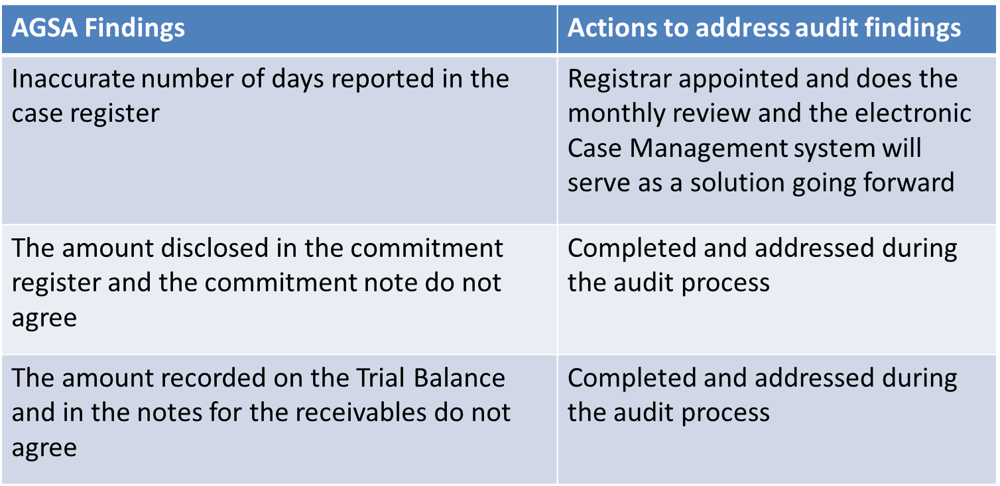 AGSA Findings
Actions to address audit findings
Inaccurate number of days reported in the
case register
Registrar appointed and does the
monthly review and the electronic
Case Management system will
serve as a solution going forward
The amount disclosed in the commitment
register and the commitment note do not
agree
Completed and addressed during
the audit process
The amount recorded on the Trial Balance
and in the notes for the receivables do not
agree
Completed and addressed during
the audit process